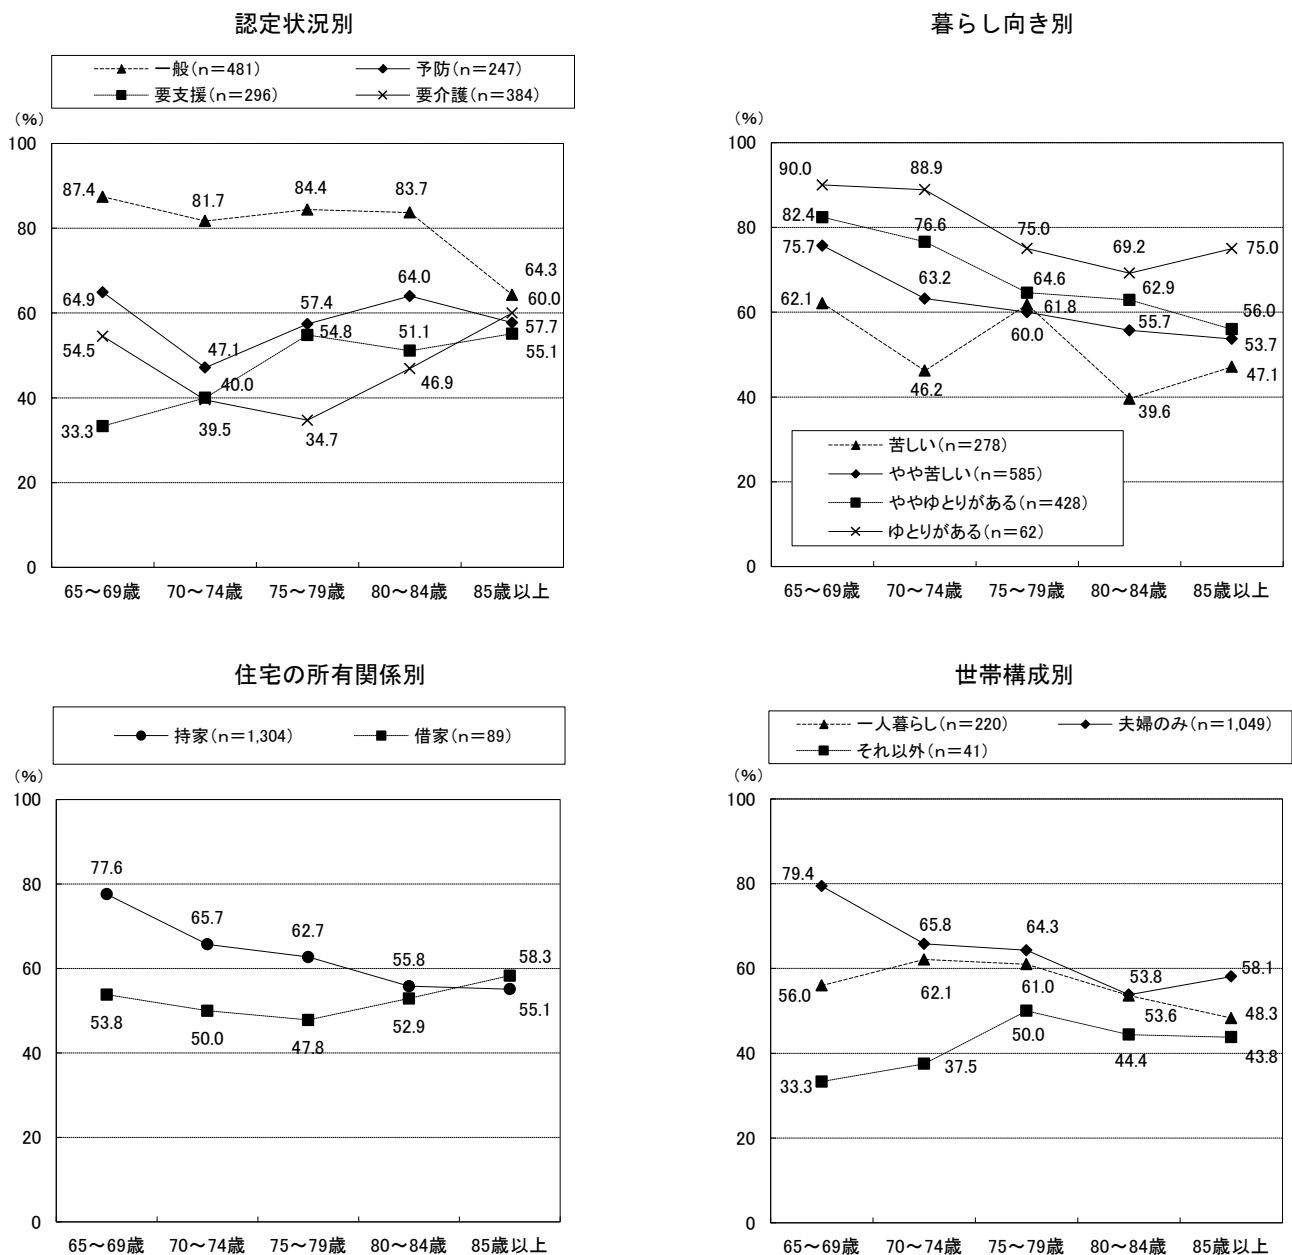 認定状況別
一般(n=481)
予防(n=247)
要支援(n=296)
要介護(n=384)
(%)
100
80
60
40
20
0
87.4
81.7
84.4
83.7
64.3
64.9
47.1
57.4
64.0
57.7
33.3
40.0
54.8
51.1
55.1
54.5
39.5
34.7
46.9
60.0
65~69歳
70~74歳
75~79歳
80~84歳
85歳以上
暮らし向き別
(%)
100
80
60
40
20
0
90.0
88.9
75.0
69.2
75.0
82.4
76.6
64.6
62.9
56.0
75.7
63.2
60.0
55.7
53.7
62.1
46.2
61.8
39.6
47.1
苦しい(n=278)
やや苦しい(n=585)
ややゆとりがある(n=428)
ゆとりがある(n=62)
65~69歳
70~74歳
75~79歳
80~84歳
85歳以上
住宅の所有関係別
持家(n=1,304)
借家(n=89)
(%)
100
80
60
40
20
0
77.6
65.7
62.7
55.8
55.1
53.8
50.0
47.8
52.9
58.3
65~69歳
70~74歳
75~79歳
80~84歳
85歳以上
世帯構成別
一人暮らし(n=220)
夫婦のみ(n=1,049)
それ以外(n=41)
(%)
100
80
60
40
20
0
79.4
65.8
64.3
53.8
58.1
56.0
62.1
61.0
53.6
48.3
33.3
37.5
50.0
44.4
43.8
65~69歳
70~74歳
75~79歳
80~84歳
85歳以上